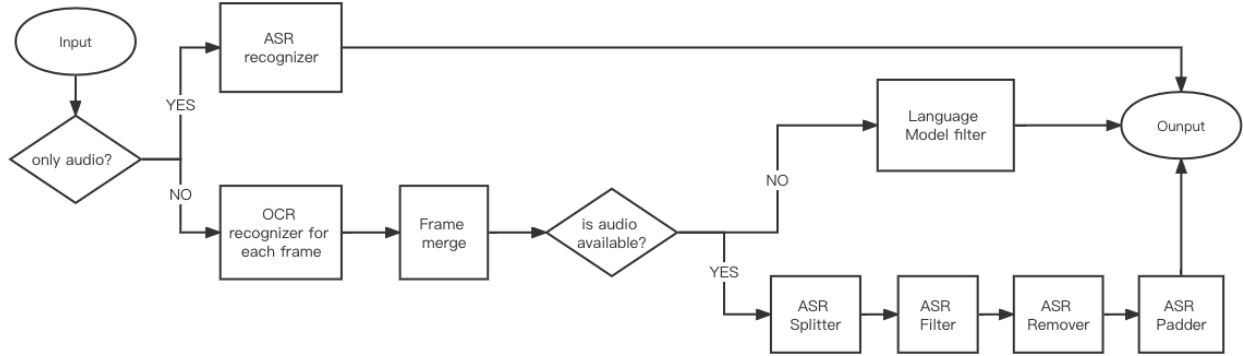 Input
only audio?
YES
NO
ASR
recognizer
OCR
recognizer for
each frame
Frame
merge
is audio
available?
NO
YES
Language
Model filter
ASR
Splitter
ASR
Filter
ASR
Remover
ASR
Padder
Ounput